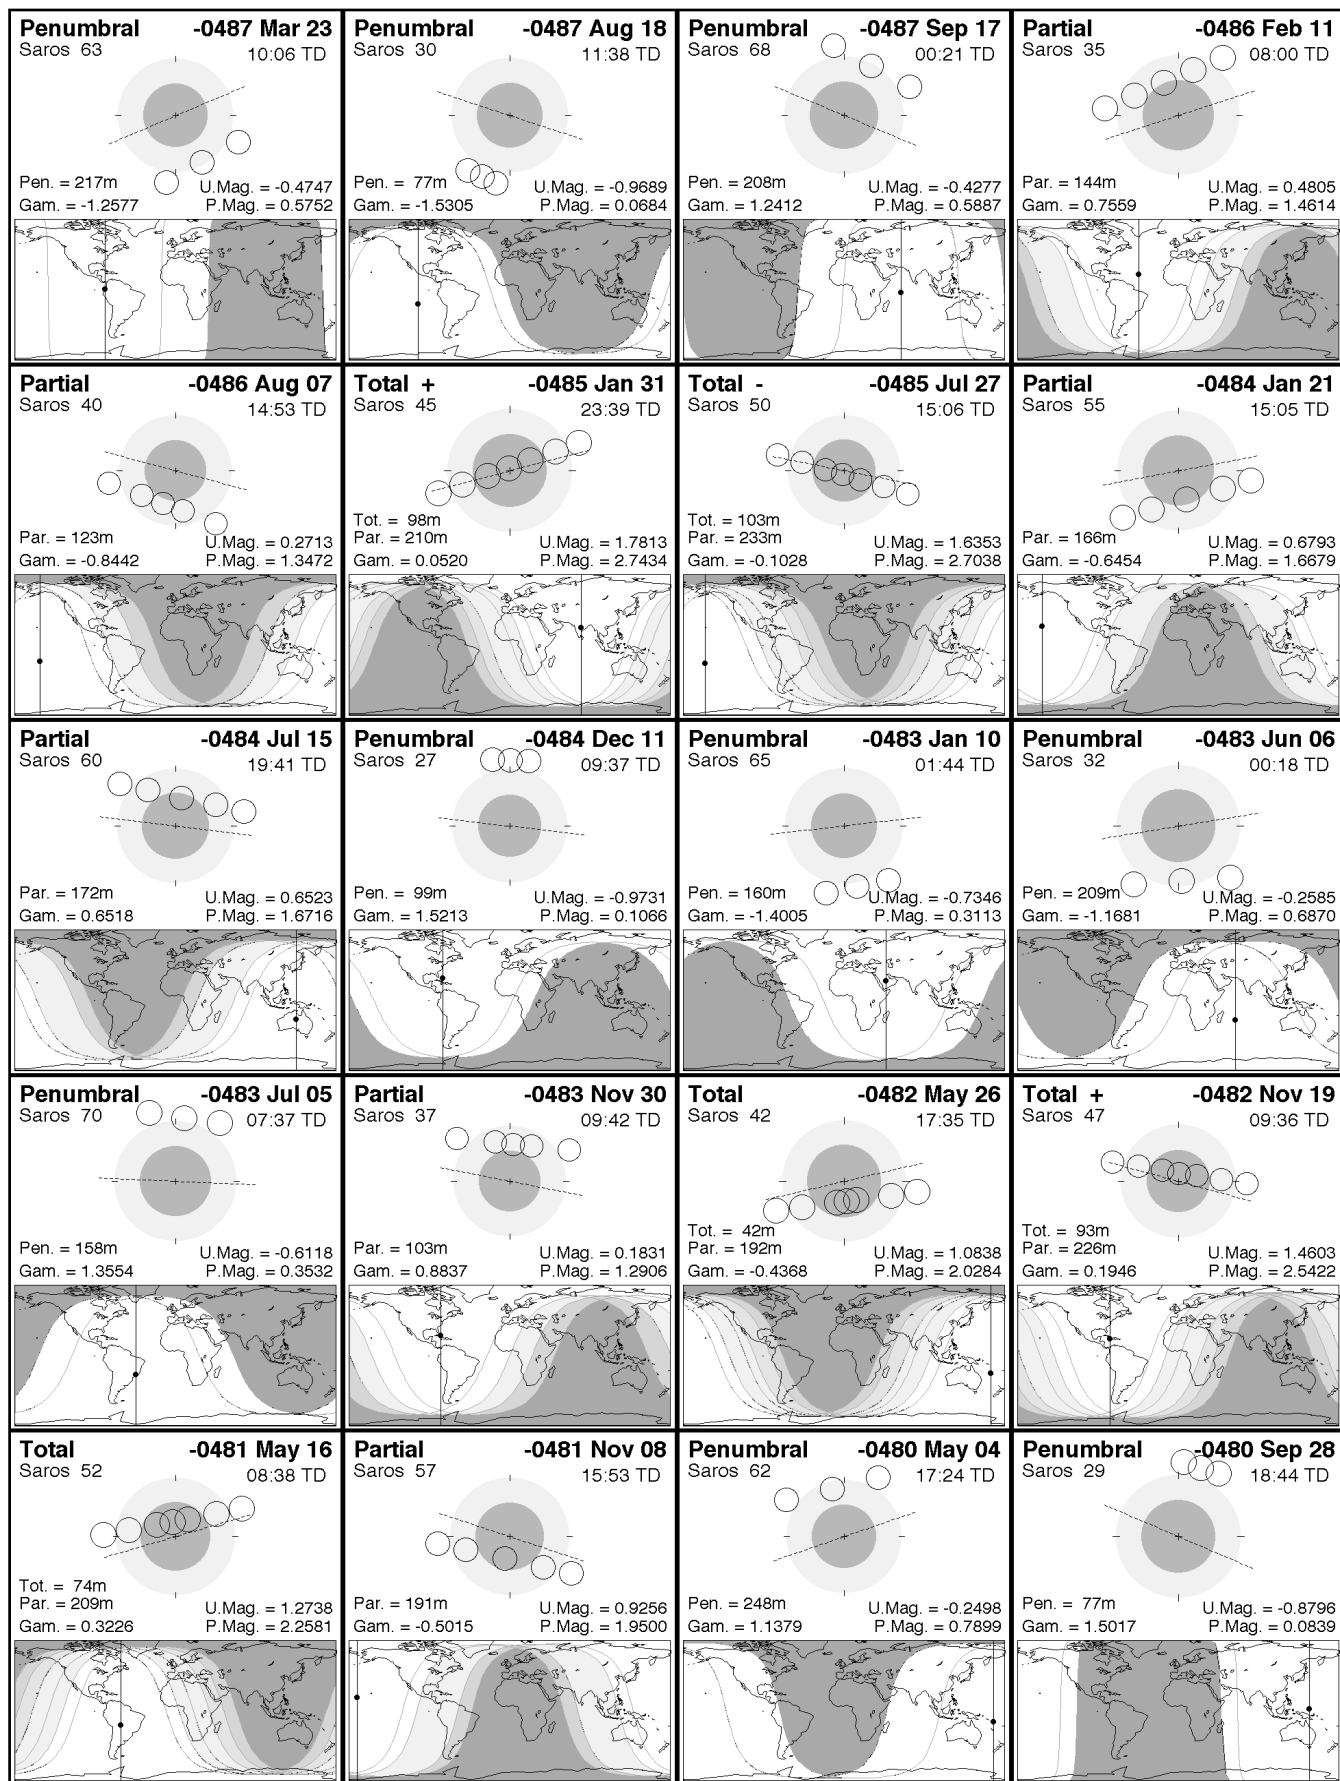 Penumbral -0487 Mar 23
Saros 63 10:06 TD
Pen. = 217m U.Mag. = -0.4747
Gam. = -1.2577 P.Mag. = 0.5752
Penumbral -0487 Aug 18
Saros 30 11:38 TD
Pen. = 77m U.Mag. = -0.9689
Gam. = -1.5305 P.Mag. = 0.0684
Penumbral -0487 Sep 17
Saros 68 00:21 TD
Pen. = 208m U.Mag. = -0.4277
Gam. = 1.2412 P.Mag. = 0.5887
Partial -0486 Feb 11
Saros 35 08:00 TD
Par. = 144m U.Mag. = 0.4805
Gam. = 0.7559 P.Mag. = 1.4614
Partial -0486 Aug 07
Saros 40 14:53 TD
Par. = 123m U.Mag. = 0.2713
Gam. = -0.8442 P.Mag. = 1.3472
Total + -0485 Jan 31
Saros 45 23:39 TD
Tot. = 98m
Par. = 210m U.Mag. = 1.7813
Gam. = 0.0520 P.Mag. = 2.7434
Total - -0485 Jul 27
Saros 50 15:06 TD
Tot. = 103m
Par. = 233m U.Mag. = 1.6353
Gam. = -0.1028 P.Mag. = 2.7038
Partial -0484 Jan 21
Saros 55 15:05 TD
Par. = 166m U.Mag. = 0.6793
Gam. = -0.6454 P.Mag. = 1.6679
Partial -0484 Jul 15
Saros 60 19:41 TD
Par. = 172m U.Mag. = 0.6523
Gam. = 0.6518 P.Mag. = 1.6716
Penumbral -0484 Dec 11
Saros 27 09:37 TD
Pen. = 99m U.Mag. = -0.9731
Gam. = 1.5213 P.Mag. = 0.1066
Penumbral -0483 Jan 10
Saros 65 01:44 TD
Pen. = 160m U.Mag. = -0.7346
Gam. = -1.4005 P.Mag. = 0.3113
Penumbral -0483 Jun 06
Saros 32 00:18 TD
Pen. = 209m U.Mag. = -0.2585
Gam. = -1.1681 P.Mag. = 0.6870
Penumbral -0483 Jul 05
Saros 70 07:37 TD
Pen. = 158m U.Mag. = -0.6118
Gam. = 1.3554 P.Mag. = 0.3532
Partial -0483 Nov 30
Saros 37 09:42 TD
Par. = 103m U.Mag. = 0.1831
Gam. = 0.8837 P.Mag. = 1.2906
Total -0482 May 26
Saros 42 17:35 TD
Tot. = 42m
Par. = 192m U.Mag. = 1.0838
Gam. = -0.4368 P.Mag. = 2.0284
Total + -0482 Nov 19
Saros 47 09:36 TD
Tot. = 93m
Par. = 226m U.Mag. = 1.4603
Gam. = 0.1946 P.Mag. = 2.5422
Total -0481 May 16
Saros 52 08:38 TD
Tot. = 74m
Par. = 209m U.Mag. = 1.2738
Gam. = 0.3226 P.Mag. = 2.2581
Partial -0481 Nov 08
Saros 57 15:53 TD
Par. = 191m U.Mag. = 0.9256
Gam. = -0.5015 P.Mag. = 1.9500
Penumbral -0480 May 04
Saros 62 17:24 TD
Pen. = 248m U.Mag. = -0.2498
Gam. = 1.1379 P.Mag. = 0.7899
Penumbral -0480 Sep 28
Saros 29 18:44 TD
Pen. = 77m U.Mag. = -0.8796
Gam. = 1.5017 P.Mag. = 0.0839